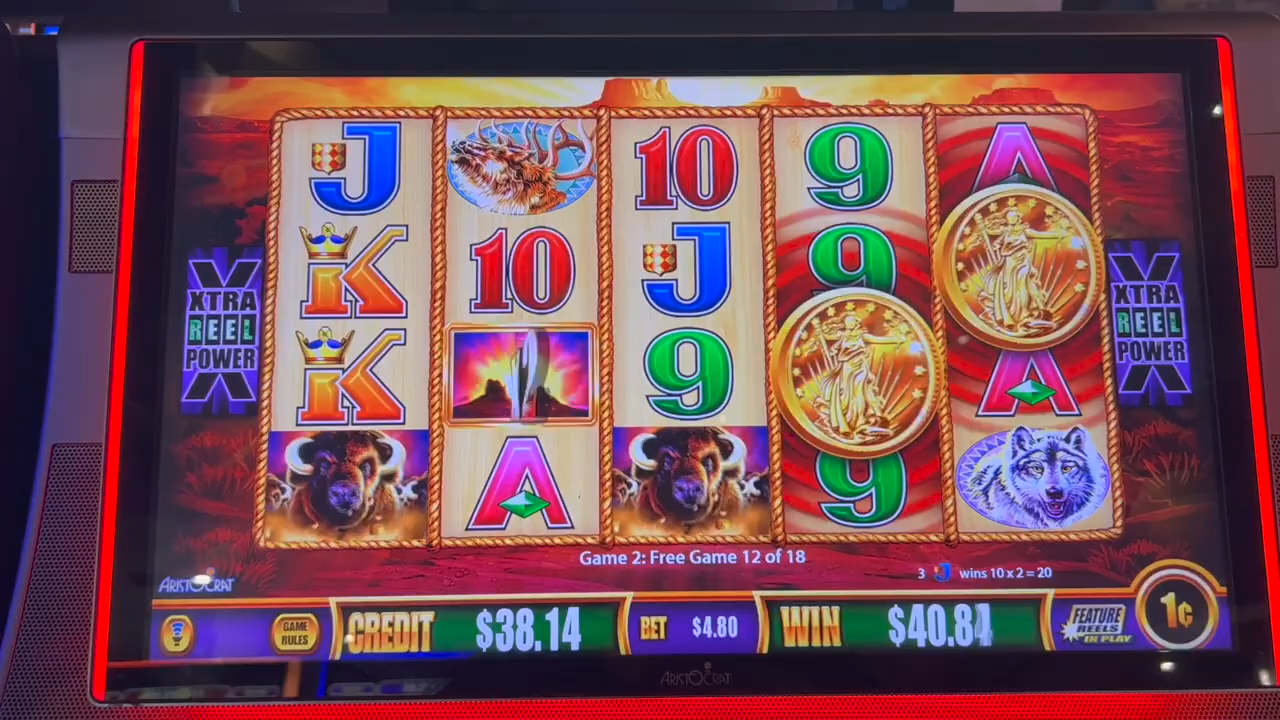 J
10
9
A
XTRA
REEL
POWER
K
10
J
9
XTRA
REEL
POWER
K
9
A
A
9
Game 2: Free Game 12 of 18
3 J wins 10 x 2 = 20
ARISTOCRAT
GAME
RULES
CREDIT $38.14
BET $4.80
WIN $40.84
FEATURE
REELS
IN PLAY
1¢
ARISTOCRAT